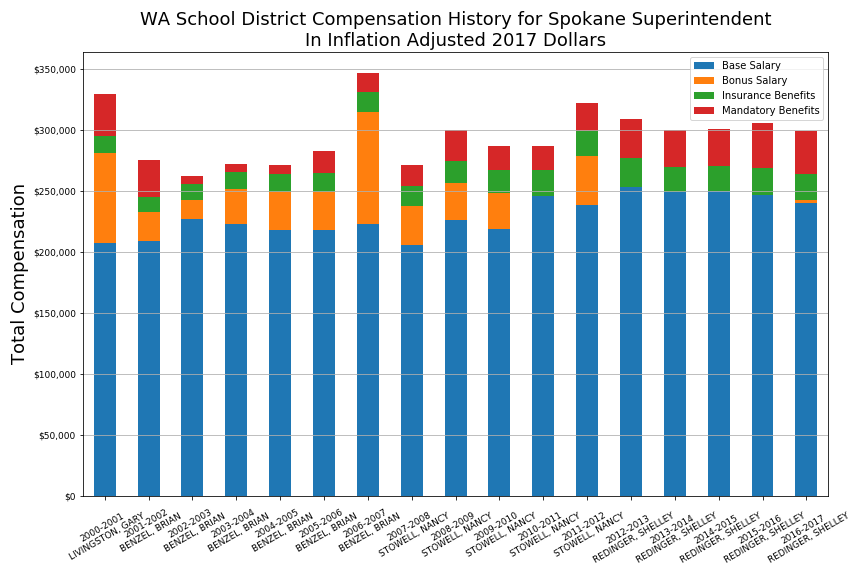 WA School District Compensation History for Spokane Superintendent
In Inflation Adjusted 2017 Dollars
Base Salary
Bonus Salary
Insurance Benefits
Mandatory Benefits
Total Compensation
$350,000
$300,000
$250,000
$200,000
$150,000
$100,000
$50,000
$0
2000-2001
LIVINGSTON, GARY
2001-2002
BENZEL, BRIAN
2002-2003
BENZEL, BRIAN
2003-2004
BENZEL, BRIAN
2004-2005
BENZEL, BRIAN
2005-2006
BENZEL, BRIAN
2006-2007
BENZEL, BRIAN
2007-2008
STOWELL, NANCY
2008-2009
STOWELL, NANCY
2009-2010
STOWELL, NANCY
2010-2011
STOWELL, NANCY
2011-2012
STOWELL, NANCY
2012-2013
REDINGER, SHELLEY
2013-2014
REDINGER, SHELLEY
2014-2015
REDINGER, SHELLEY
2015-2016
REDINGER, SHELLEY
2016-2017
REDINGER, SHELLEY